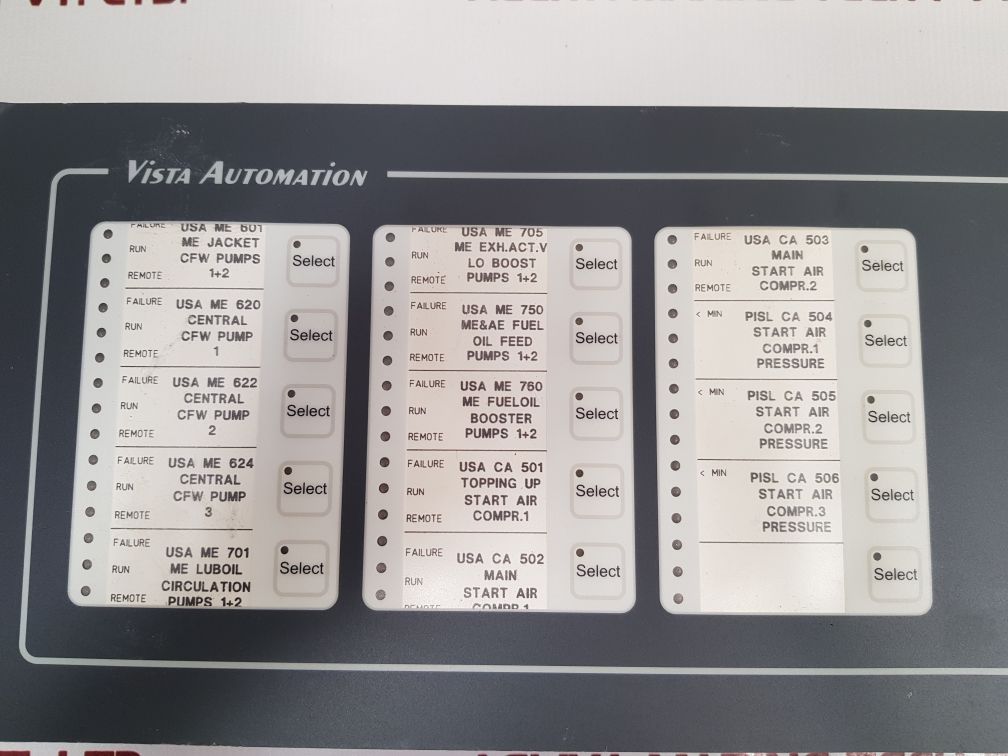 VISTA AUTOMATION
FAILURE
USA ME 601
RUN
ME JACKET
CFW PUMPS
REMOTE
1+2
Select
FAILURE
USA ME 620
CENTRAL
RUN
CFW PUMP
REMOTE
1
Select
FAILURE
USA ME 622
CENTRAL
RUN
CFW PUMP
REMOTE
2
Select
FAILURE
USA ME 624
CENTRAL
RUN
CFW PUMP
REMOTE
3
Select
FAILURE
USA ME 701
RUN
ME LUBOIL
CIRCULATION
REMOTE
PUMPS 1+2
Select
FAILURE
USA ME 705
ME EXH.ACT.V
RUN
LO BOOST
REMOTE
PUMPS 1+2
Select
FAILURE
USA ME 750
ME&AE FUEL
RUN
OIL FEED
REMOTE
PUMPS 1+2
Select
FAILURE
USA ME 760
ME FUELOIL
RUN
BOOSTER
REMOTE
PUMPS 1+2
Select
FAILURE
USA CA 501
TOPPING UP
RUN
START AIR
REMOTE
COMPR.1
Select
FAILURE
USA CA 502
MAIN
RUN
START AIR
REMOTE
COMPR.1
Select
FAILURE
USA CA 503
MAIN
RUN
START AIR
REMOTE
COMPR.2
Select
< MIN
PISL CA 504
START AIR
COMPR.1
PRESSURE
Select
< MIN
PISL CA 505
START AIR
COMPR.2
PRESSURE
Select
< MIN
PISL CA 506
START AIR
COMPR.3
PRESSURE
Select
Select